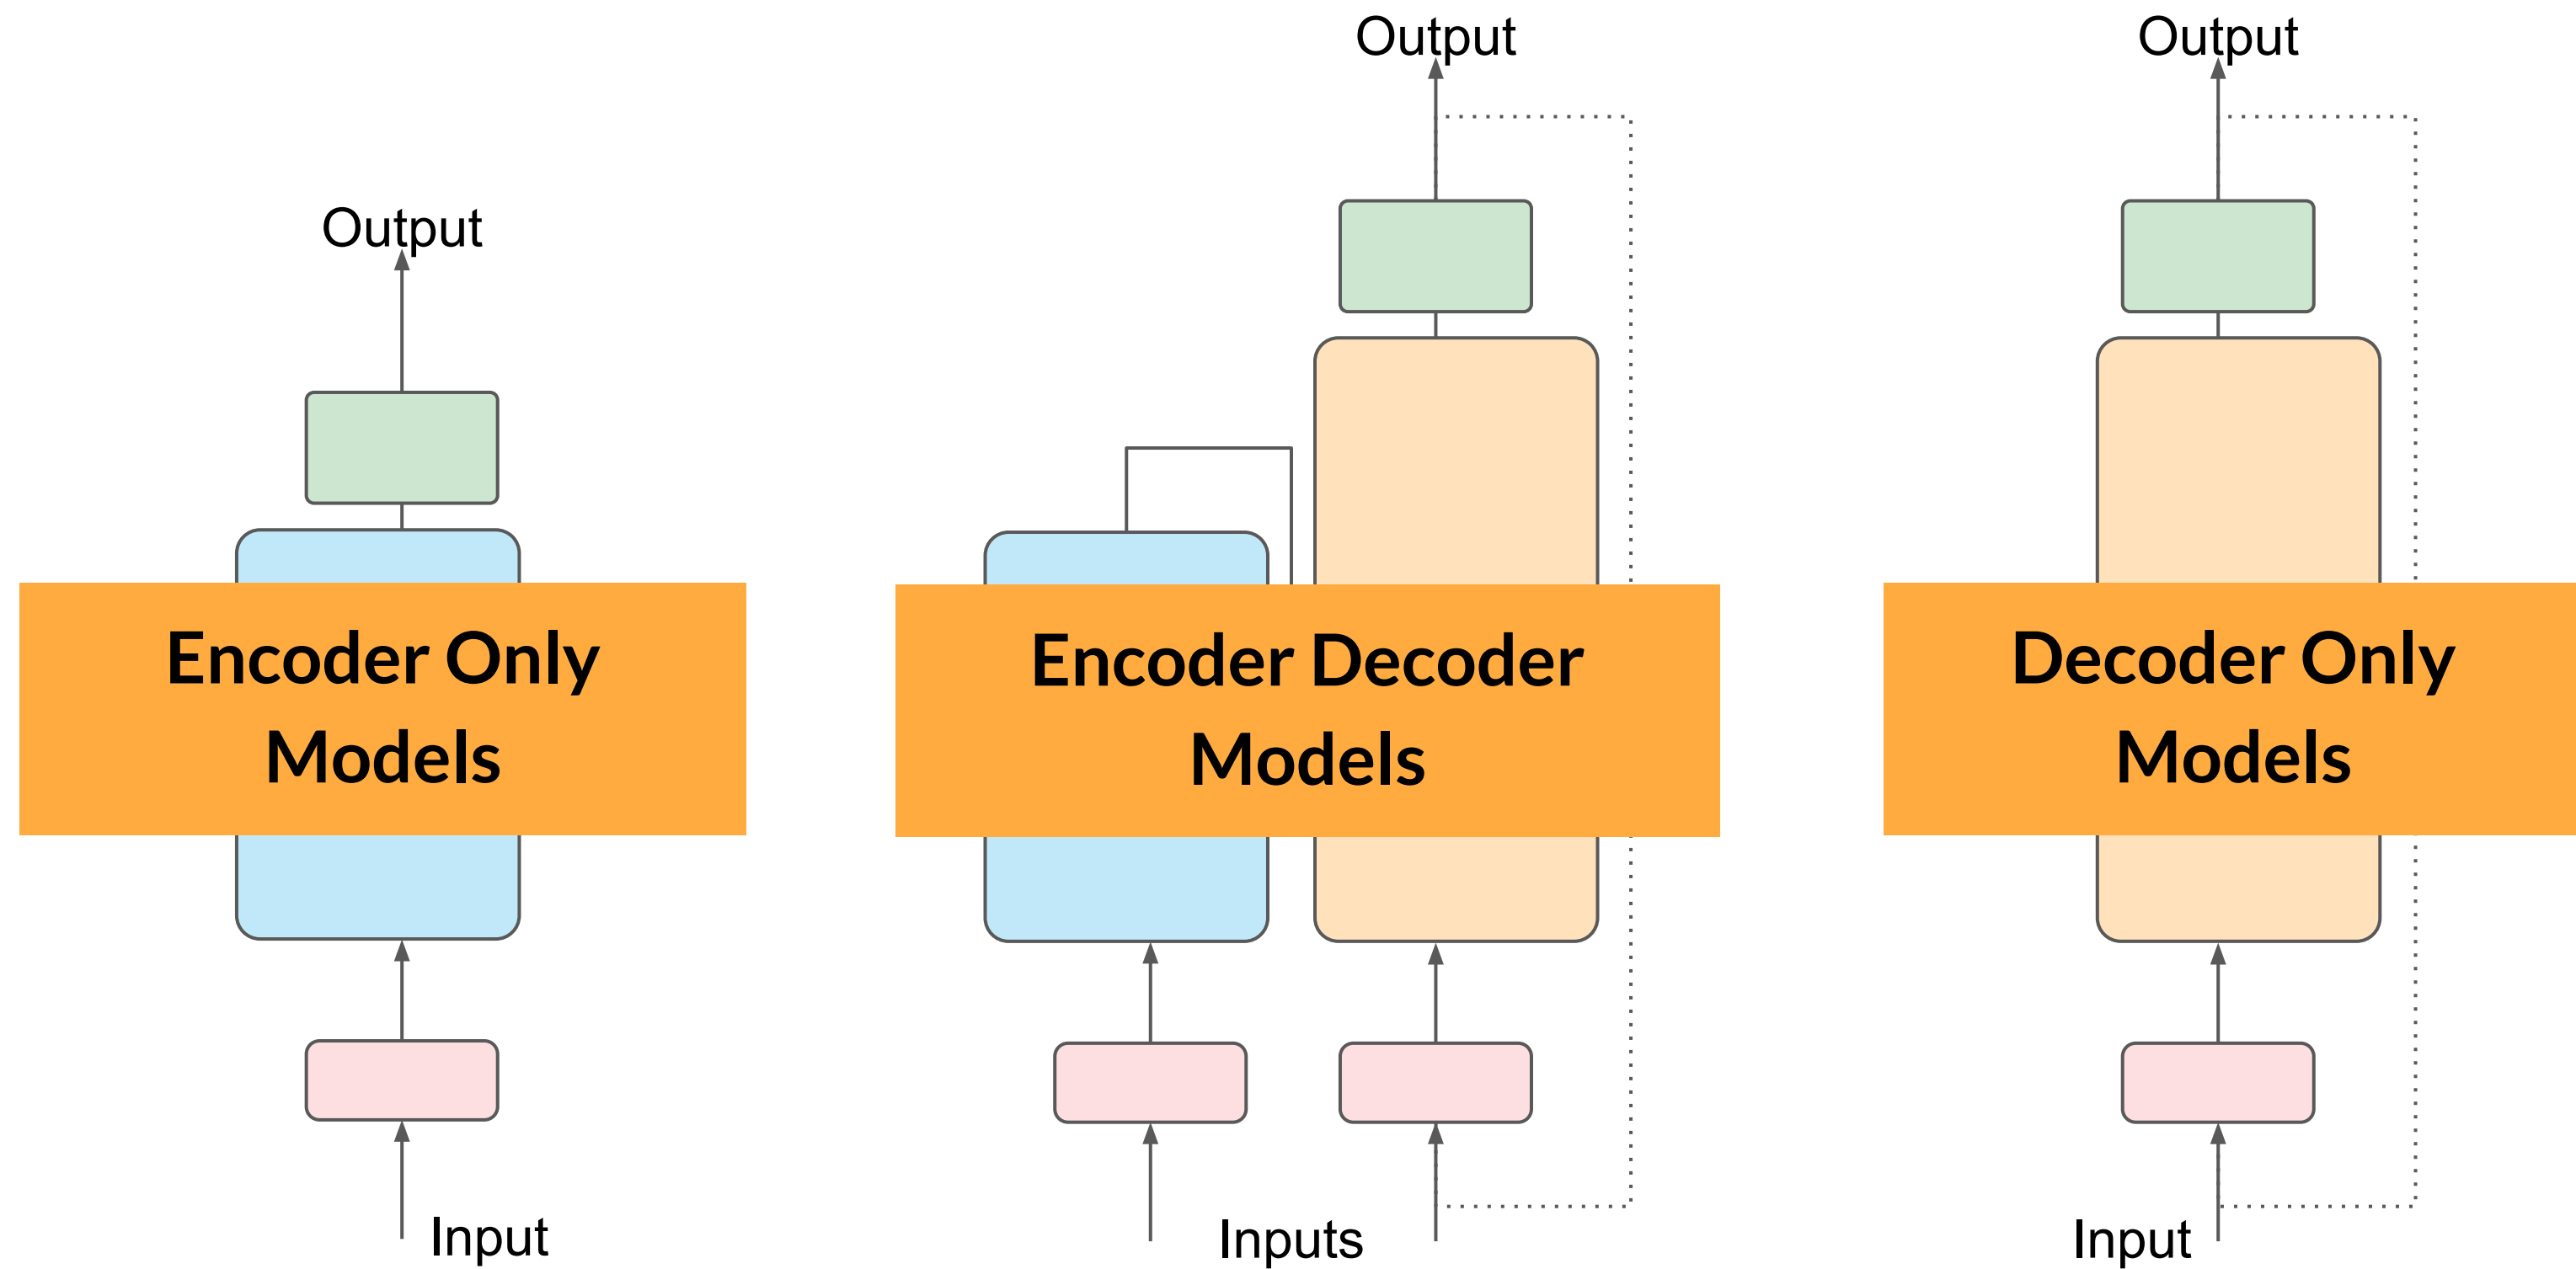 Output
Encoder Only
Models
Input
Output
Encoder Decoder
Models
Inputs
Output
Decoder Only
Models
Input